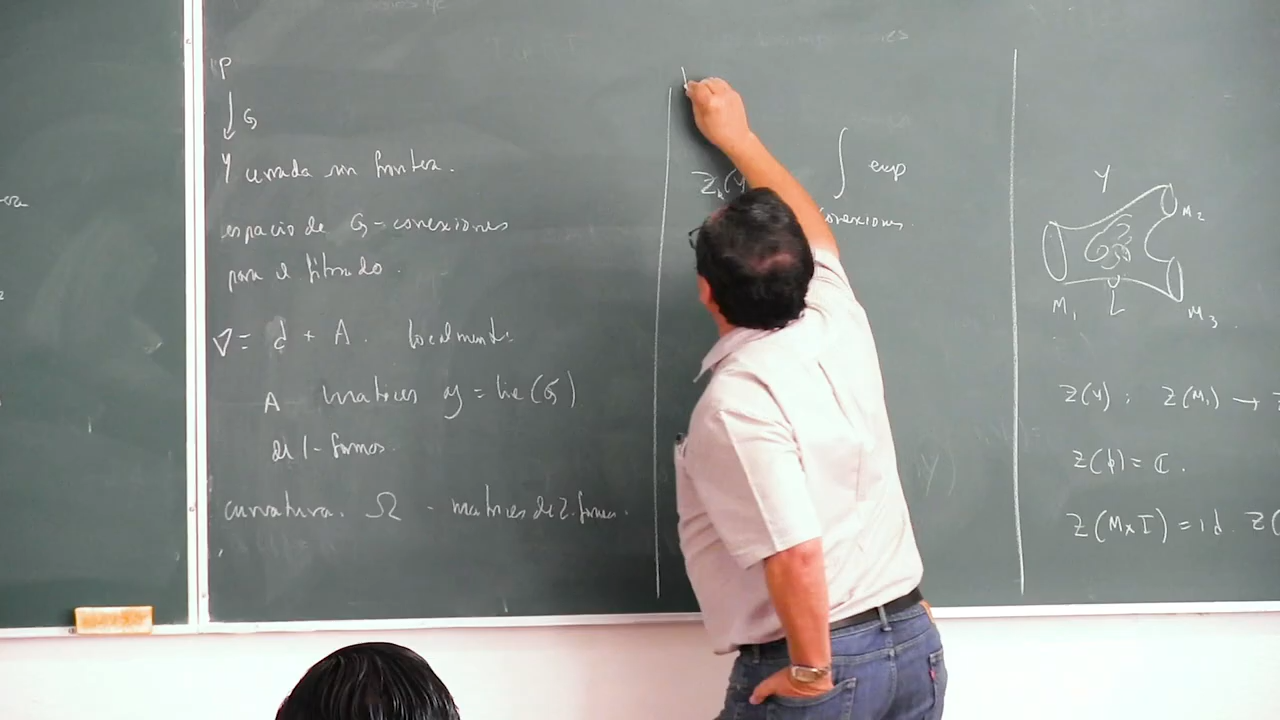 P
↓ G
Y cerrada sin frontera.
espacio de G-conexiones
para el fibrado.
∇ = d + A. localmente
A matrices 𝔤 = Lie(G)
de 1-formas.
curvatura. Ω - matrices de 2-formas.
Z_k(Y
∫ exp
conexiones
Y
M₂
M₁ L M₃.
Z(Y) : Z(M₁) →
Z(ϕ) = ℂ.
Z(M×I) = id. Z(